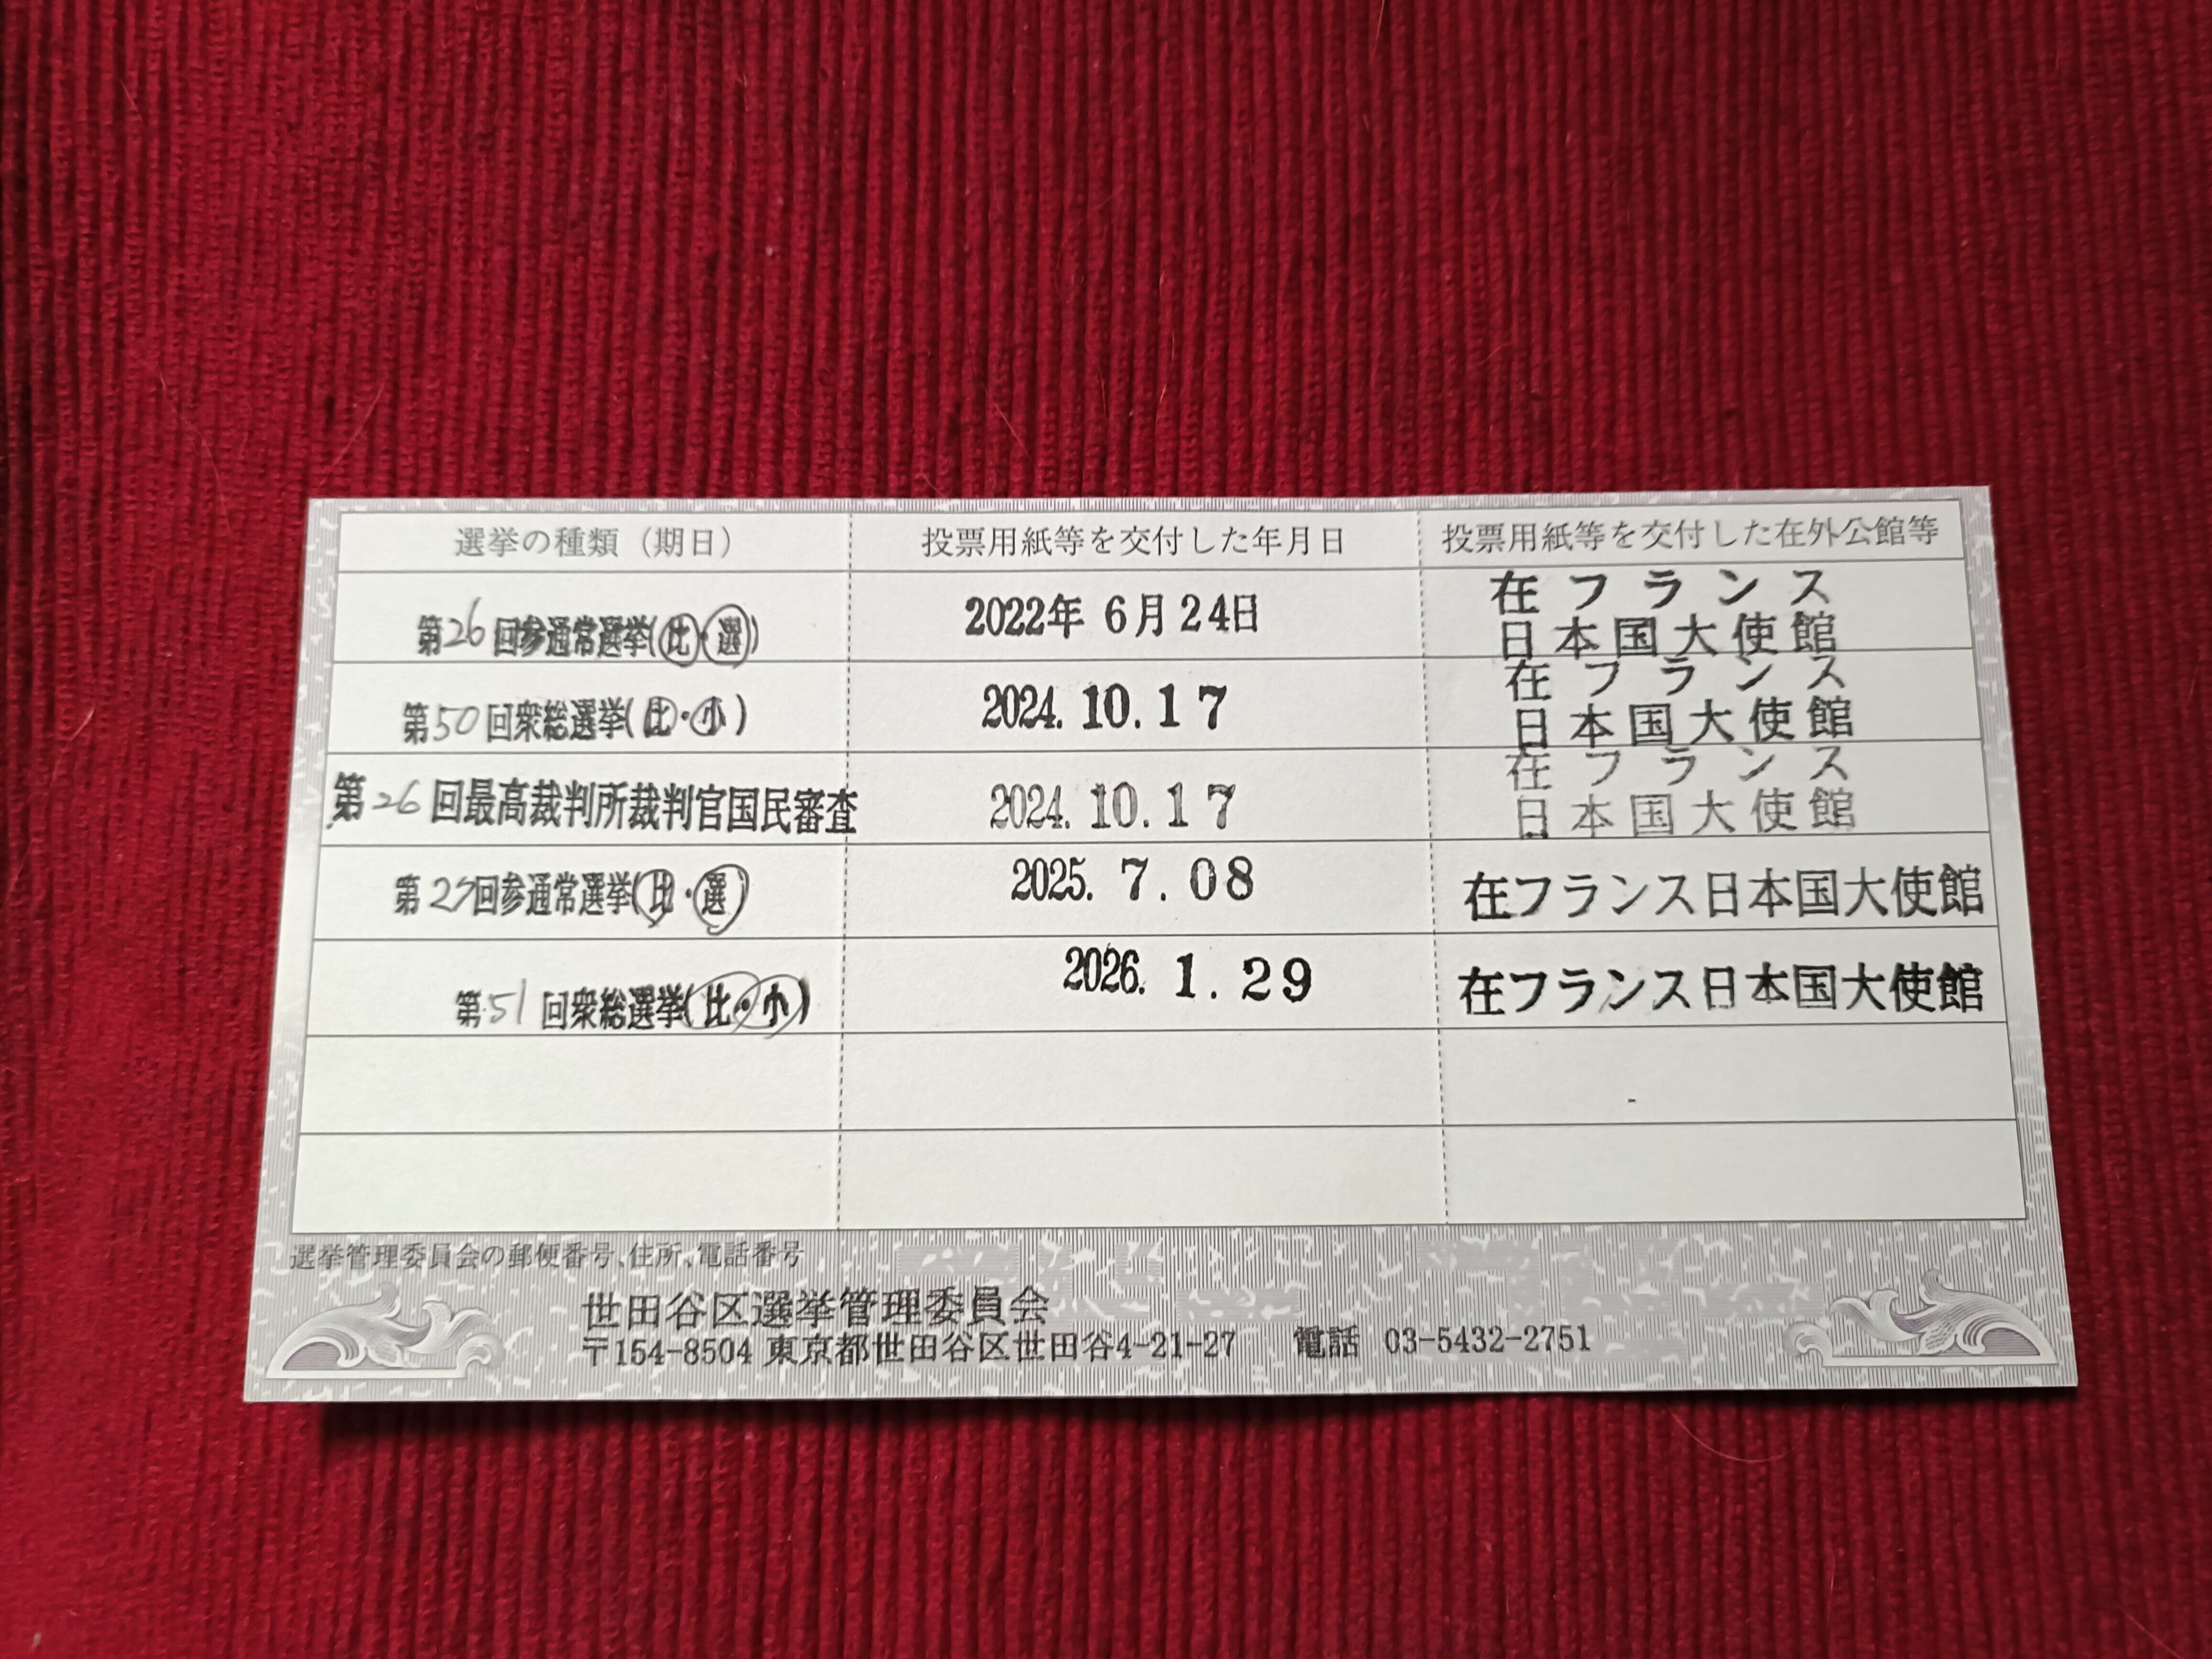 選挙の種類（期日） 投票用紙等を交付した年月日 投票用紙等を交付した在外公館等
第26回参通常選挙(比・選) 2022年 6月24日 在フランス
日本国大使館
第50回衆総選挙(比・小) 2024.10.17 在フランス
日本国大使館
第26回最高裁判所裁判官国民審査 2024.10.17 在フランス
日本国大使館
第27回参通常選挙(比・選) 2025.7.08 在フランス日本国大使館
第51回衆総選挙(比・小) 2026.1.29 在フランス日本国大使館
選挙管理委員会の郵便番号、住所、電話番号
世田谷区選挙管理委員会
〒154-8504 東京都世田谷区世田谷4-21-27 電話 03-5432-2751